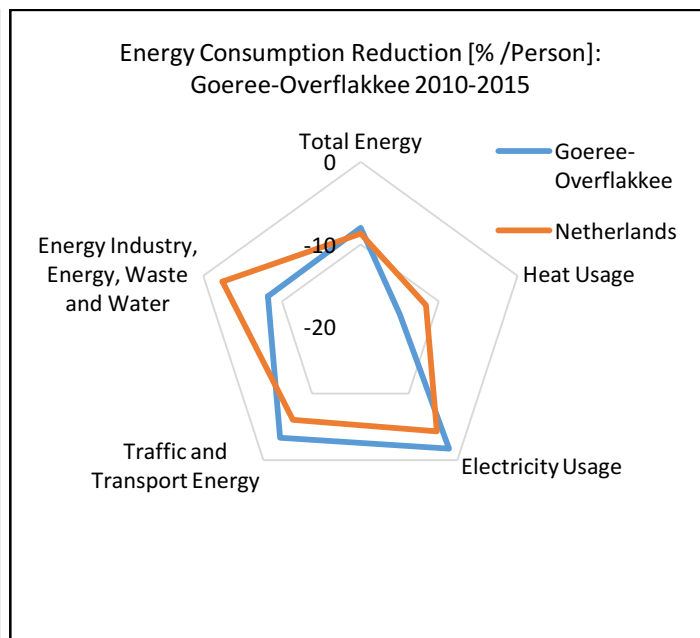 Energy Consumption Reduction [% /Person]:
Goeree-Overflakkee 2010-2015
Total Energy
0
-10
-20
Goeree-
Overflakkee
Netherlands
Heat Usage
Electricity Usage
Traffic and
Transport Energy
Energy Industry,
Energy, Waste
and Water